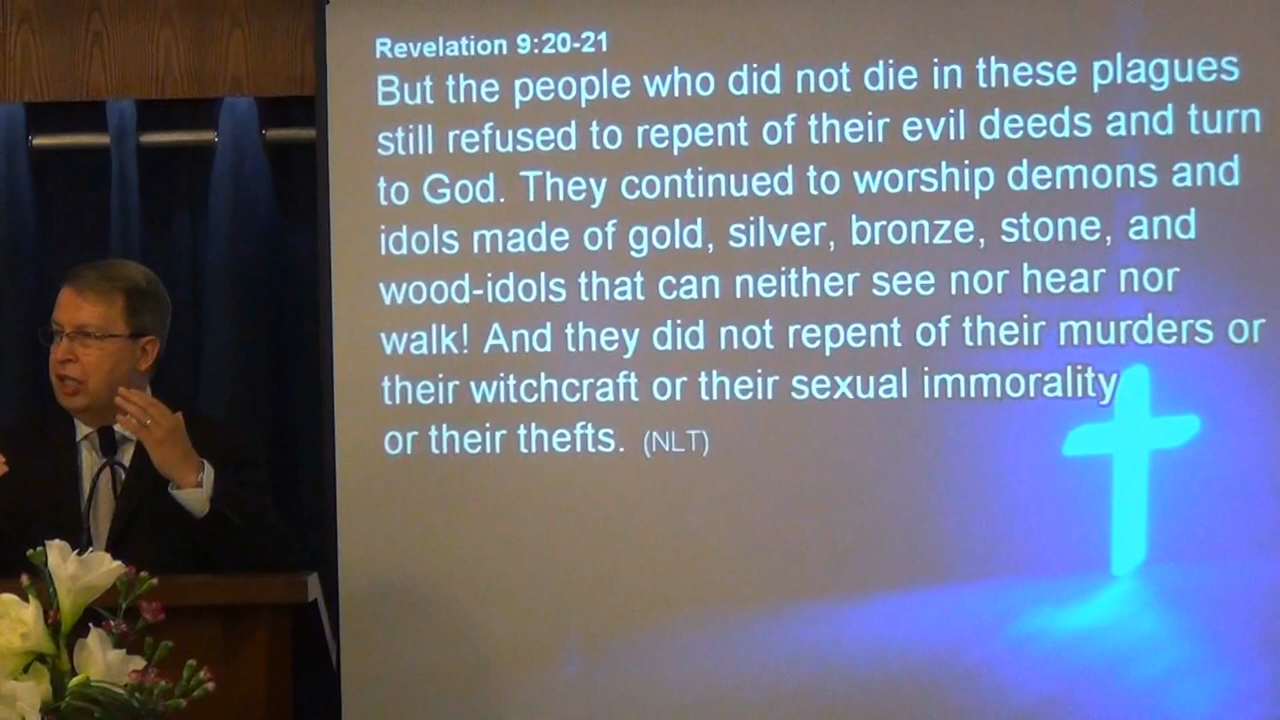 Revelation 9:20-21
But the people who did not die in these plagues
still refused to repent of their evil deeds and turn
to God. They continued to worship demons and
idols made of gold, silver, bronze, stone, and
wood-idols that can neither see nor hear nor
walk! And they did not repent of their murders or
their witchcraft or their sexual immorality
or their thefts. (NLT)